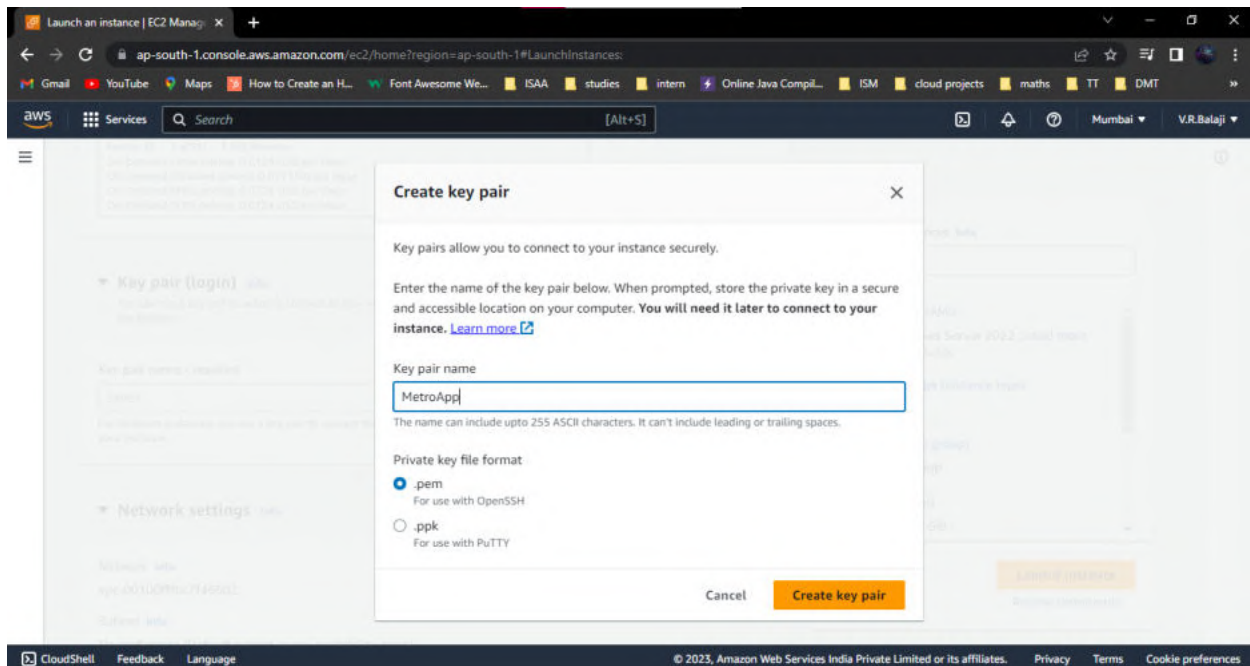 Launch an instance | EC2 Manag
ap-south-1.console.aws.amazon.com/ec2/home?region=ap-south-1#LaunchInstances:
Gmail YouTube Maps How to Create an H... Font Awesome We... ISAA studies intern Online Java Compil... ISM cloud projects maths TT DMT »
aws Services Search [Alt+S] Mumbai V.R.Balaji
Create key pair
Key pairs allow you to connect to your instance securely.
Enter the name of the key pair below. When prompted, store the private key in a secure
and accessible location on your computer. You will need it later to connect to your
instance. Learn more
Key pair (login)
Key pair name
MetroApp
The name can include upto 255 ASCII characters. It can't include leading or trailing spaces.
Private key file format
.pem
For use with OpenSSH
Network settings
.ppk
For use with PuTTY
Cancel Create key pair
CloudShell Feedback Language © 2023, Amazon Web Services India Private Limited or its affiliates. Privacy Terms Cookie preferences